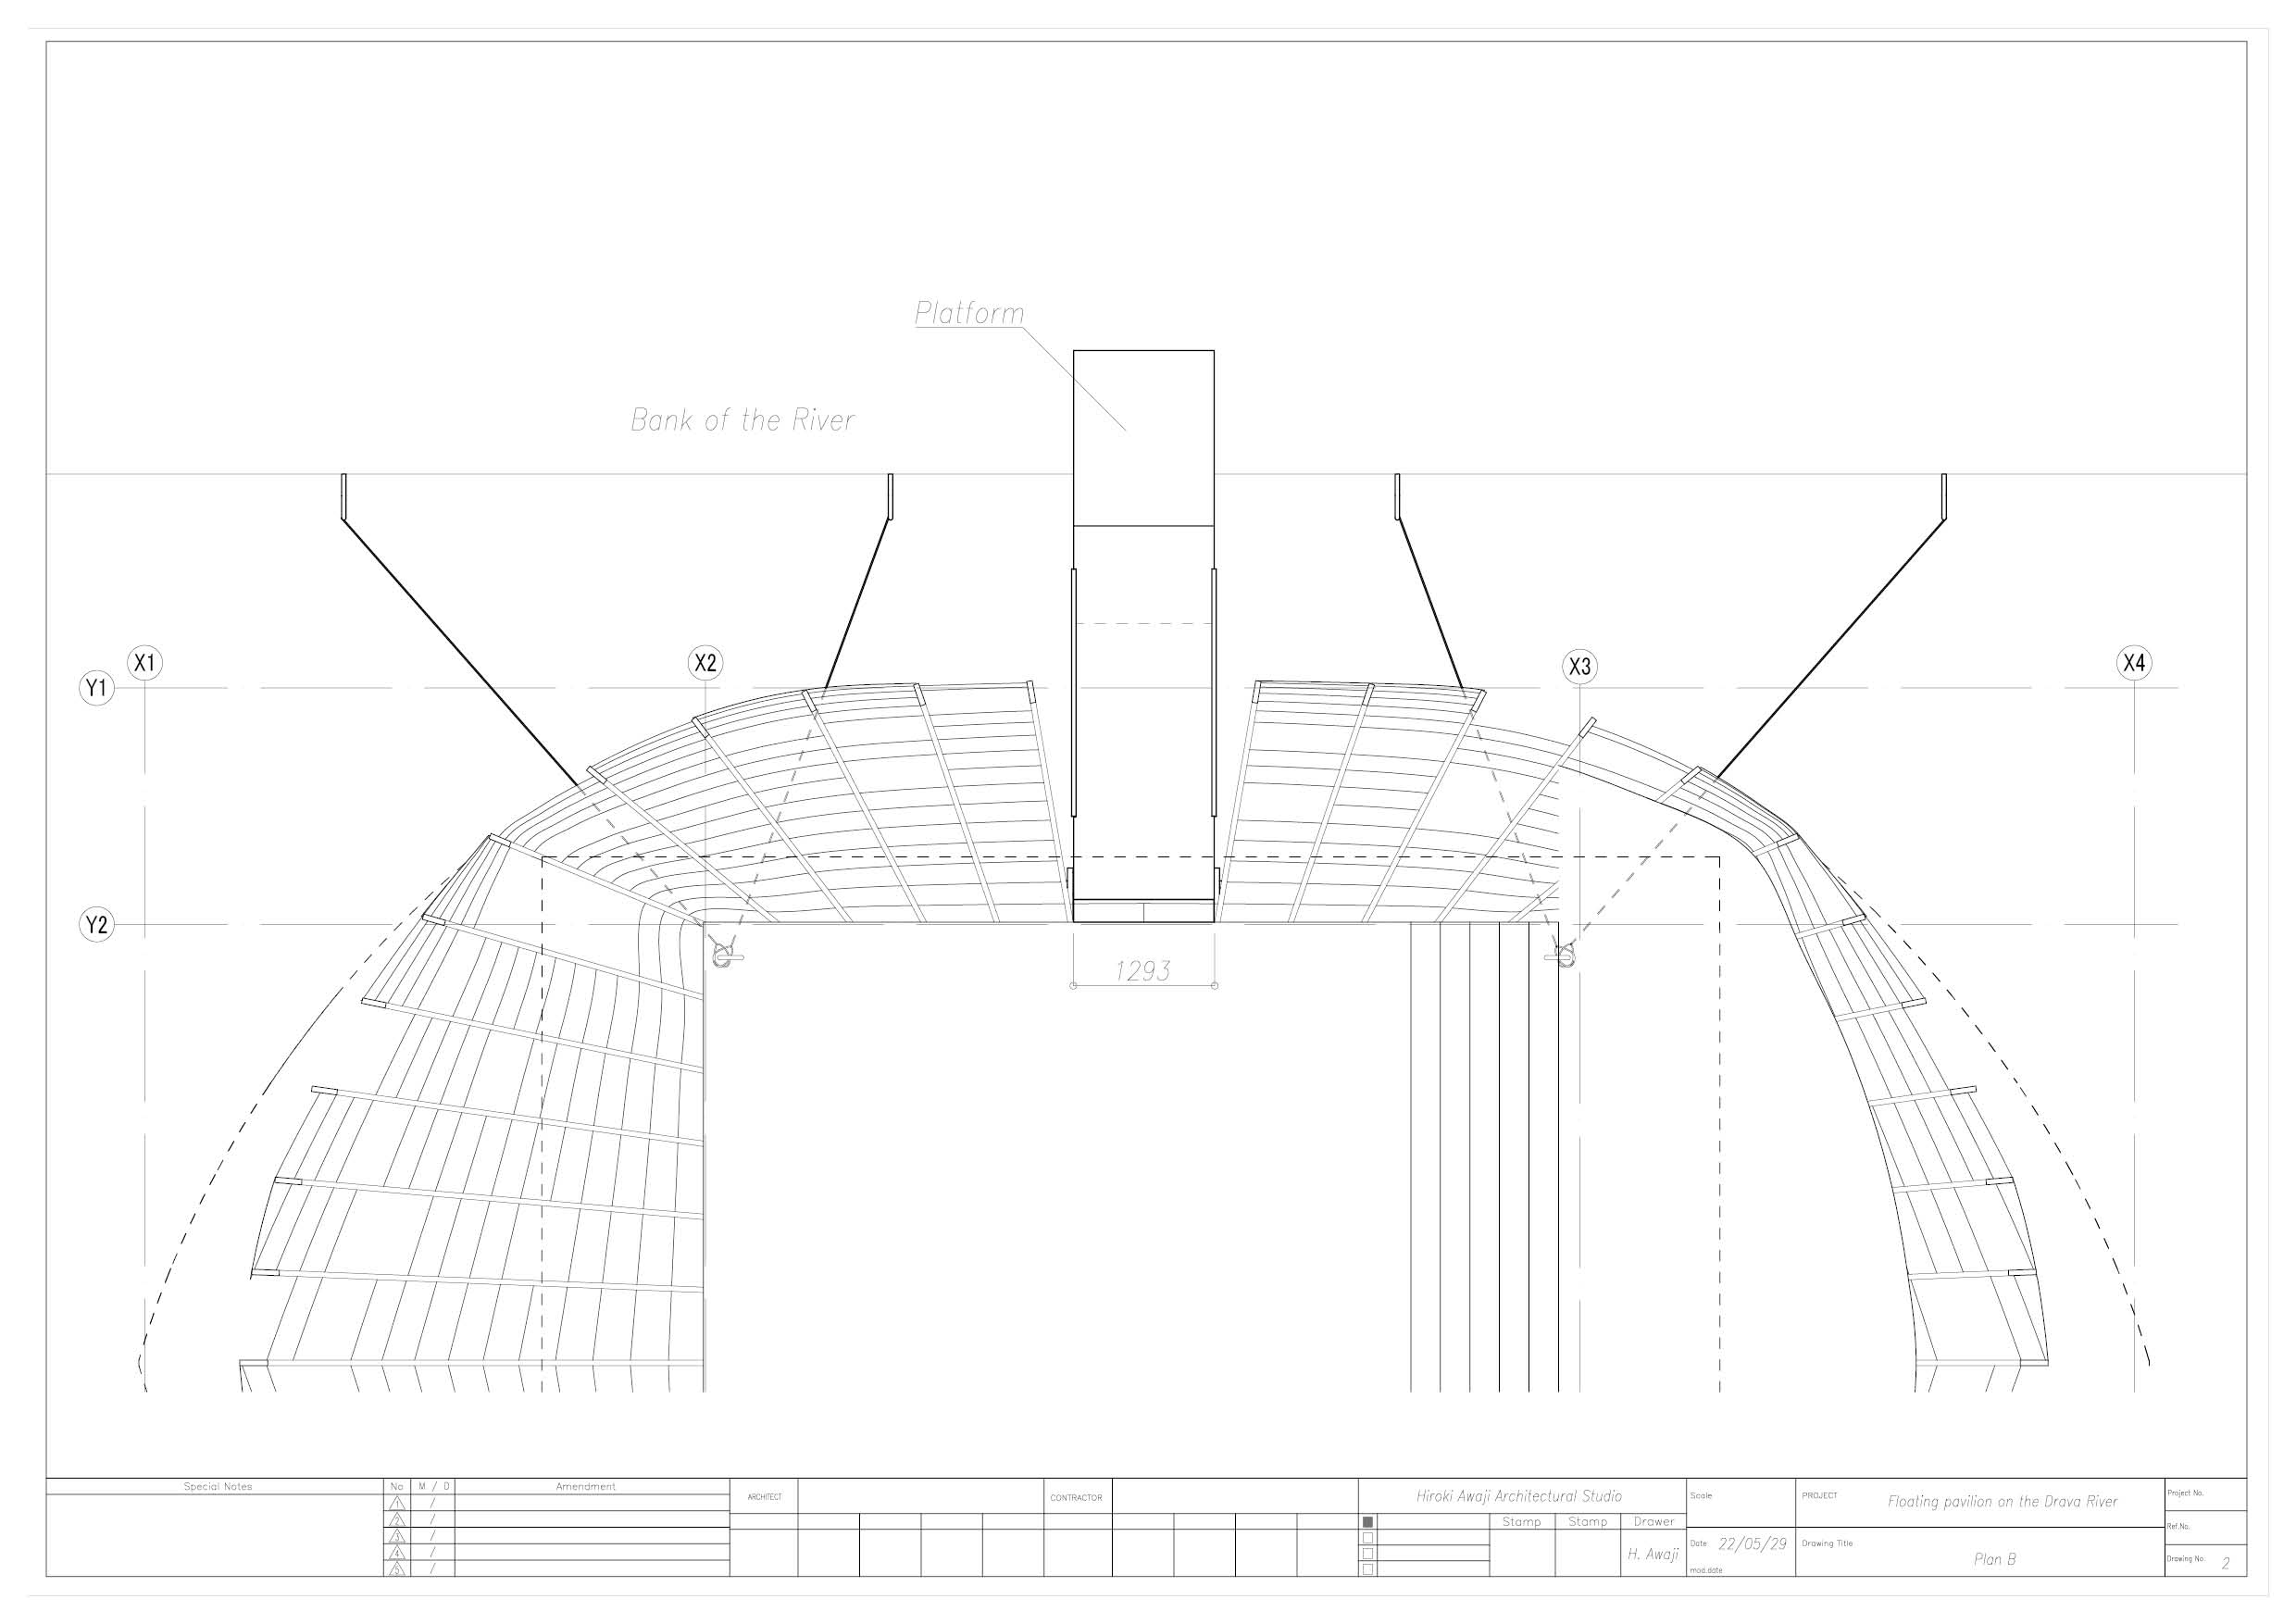 Platform
Bank of the River
X1
X2
X3
X4
Y1
Y2
1293
Special Notes
No
M / D
Amendment
1 /
2 /
3 /
4 /
5 /
ARCHITECT
CONTRACTOR
Hiroki Awaji Architectural Studio
Stamp
Stamp
Drawer
H, Awaji
Scale
Date 22/05/29
mod.date
PROJECT
Floating pavilion on the Drava River
Drawing Title
Plan B
Project No.
Ref.No.
Drawing No. 2